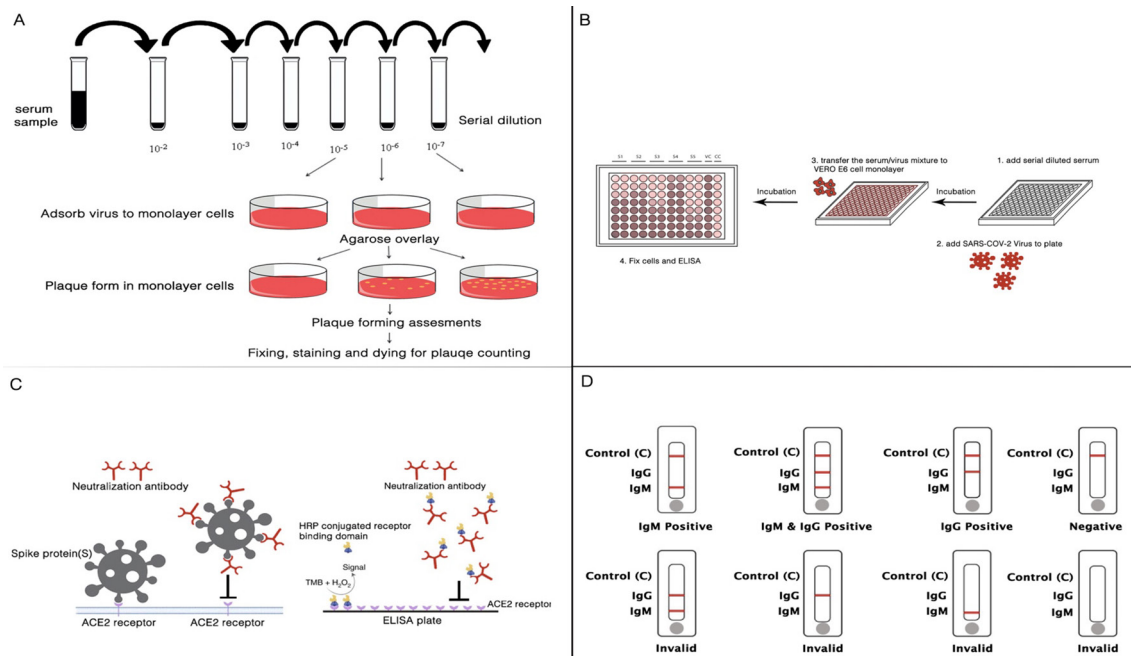 A
serum
sample
10-2
10-3
10-4
10-5
10-6
10-7
Serial dilution
Adsorb virus to monolayer cells
Agarose overlay
Plaque form in monolayer cells
Plaque forming assesments
Fixing, staining and dying for plauqe counting
B
S1 S2 S3 S4 S5 VC CC
4. Fix cells and ELISA
Incubation
3. transfer the serum/virus mixture to
VERO E6 cell monolayer
Incubation
1. add serial diluted serrum
2. add SARS-COV-2 Virus to plate
C
Neutralization antibody
Spike protein(S)
ACE2 receptor
ACE2 receptor
Neutralization antibody
HRP conjugated receptor
binding domain
Signal
TMB + H2O2
ACE2 receptor
ELISA plate
D
Control (C)
IgG
IgM
IgM Positive
Control (C)
IgG
IgM
IgM & IgG Positive
Control (C)
IgG
IgM
IgG Positive
Control (C)
IgG
IgM
Negative
Control (C)
IgG
IgM
Invalid
Control (C)
IgG
IgM
Invalid
Control (C)
IgG
IgM
Invalid
Control (C)
IgG
IgM
Invalid